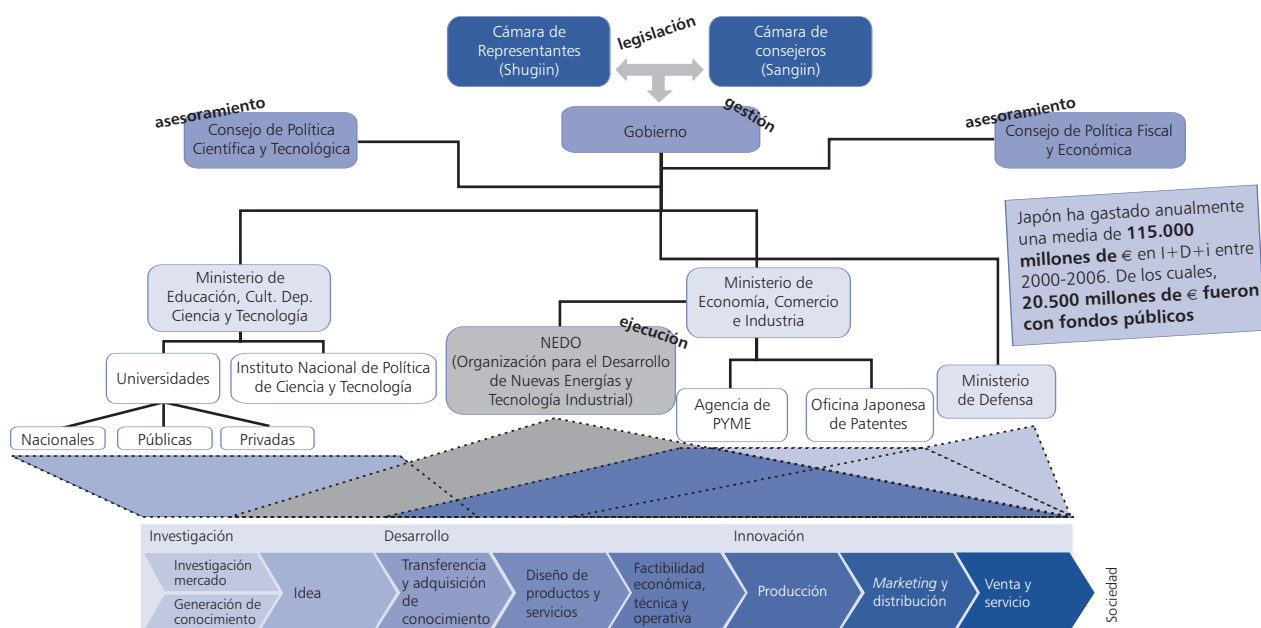 Cámara de
Representantes
(Shugiin)
legislación
Cámara de
consejeros
(Sangiin)
asesoramiento
Consejo de Política
Científica y Tecnológica
Gobierno
gestión
asesoramiento
Consejo de Política Fiscal
y Económica
Japón ha gastado anualmente
una media de 115.000
millones de € en I+D+i entre
2000-2006. De los cuales,
20.500 millones de € fueron
con fondos públicos
Ministerio de
Educación, Cult. Dep.
Ciencia y Tecnología
Ministerio de
Economía, Comercio
e Industria
ejecución
NEDO
(Organización para el Desarrollo
de Nuevas Energías y
Tecnología Industrial)
Universidades
Instituto Nacional de Política
de Ciencia y Tecnología
Agencia de
PYME
Oficina Japonesa
de Patentes
Ministerio
de Defensa
Nacionales
Públicas
Privadas
Investigación
Desarrollo
Innovación
Investigación
mercado
Generación de
conocimiento
Idea
Transferencia
y adquisición
de
conocimiento
Diseño de
productos y
servicios
Factibilidad
económica,
técnica y
operativa
Producción
Marketing y
distribución
Venta y
servicio
Sociedad